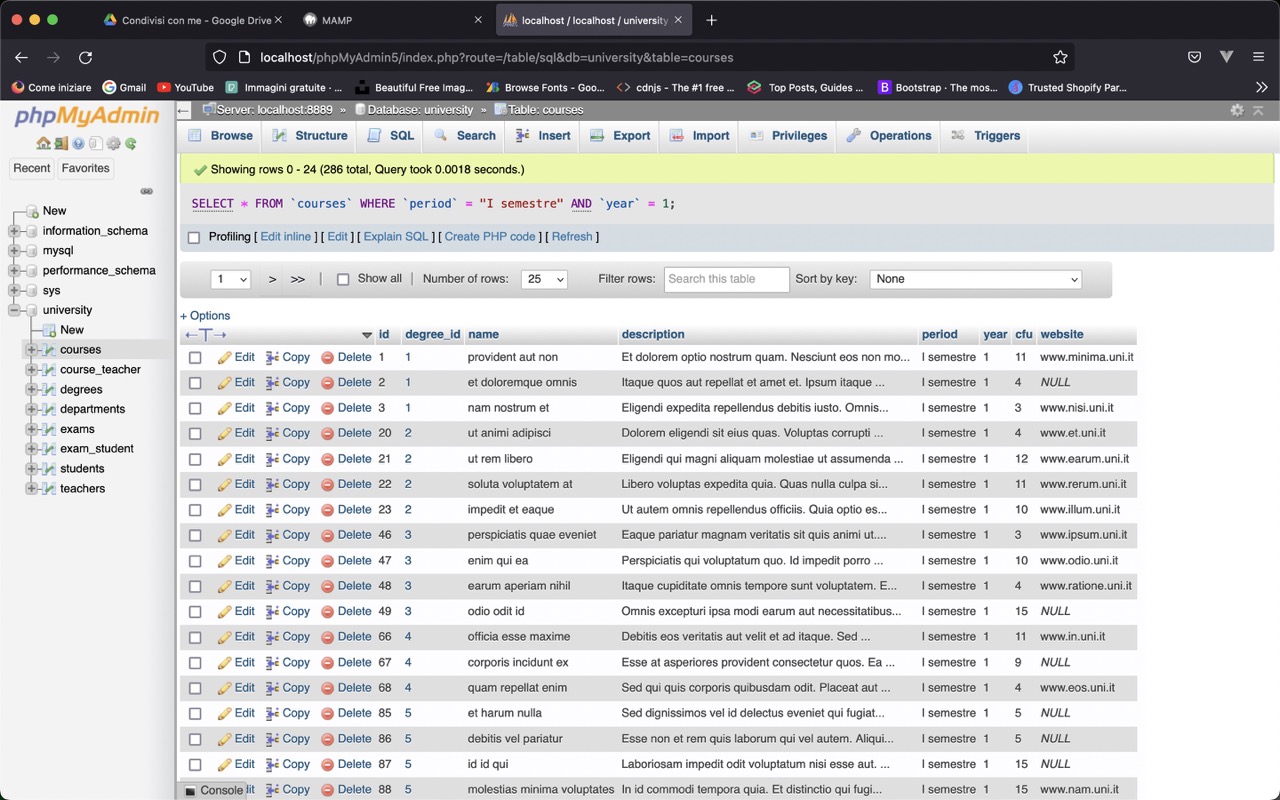 Condivisi con me - Google Drive
MAMP
localhost / localhost / university
localhost/phpMyAdmin5/index.php?route=/table/sql&db=university&table=courses
Come iniziare
Gmail
YouTube
Immagini gratuite - ...
Beautiful Free Imag...
Browse Fonts - Goo...
cdnjs - The #1 free ...
Top Posts, Guides ...
Bootstrap · The mos...
Trusted Shopify Par...
phpMyAdmin
Recent
Favorites
New
information_schema
mysql
performance_schema
sys
university
New
courses
course_teacher
degrees
departments
exams
exam_student
students
teachers
Server: localhost:8889 » Database: university » Table: courses
Browse Structure SQL Search Insert Export Import Privileges Operations Triggers
Showing rows 0 - 24 (286 total, Query took 0.0018 seconds.)
SELECT * FROM `courses` WHERE `period` = "I semestre" AND `year` = 1;
Profiling [ Edit inline ] [ Edit ] [ Explain SQL ] [ Create PHP code ] [ Refresh ]
1 > >> | Show all | Number of rows: 25 Filter rows: Search this table Sort by key: None
+ Options
←T→ id degree_id name description period year cfu website
Edit Copy Delete 1 1 provident aut non Et dolorem optio nostrum quam. Nesciunt eos non mo... I semestre 1 11 www.minima.uni.it
Edit Copy Delete 2 1 et doloremque omnis Itaque quos aut repellat et amet et. Ipsum itaque ... I semestre 1 4 NULL
Edit Copy Delete 3 1 nam nostrum et Eligendi expedita repellendus debitis iusto. Omnis... I semestre 1 3 www.nisi.uni.it
Edit Copy Delete 20 2 ut animi adipisci Dolorem eligendi sit eius quas. Voluptas corrupti ... I semestre 1 4 www.et.uni.it
Edit Copy Delete 21 2 ut rem libero Eligendi qui magni aliquam molestiae ut assumenda ... I semestre 1 12 www.earum.uni.it
Edit Copy Delete 22 2 soluta voluptatem at Libero voluptas expedita quia. Quas nulla culpa si... I semestre 1 11 www.rerum.uni.it
Edit Copy Delete 23 2 impedit et eaque Ut autem omnis repellendus officiis. Quia optio es... I semestre 1 10 www.illum.uni.it
Edit Copy Delete 46 3 perspiciatis quae eveniet Eaque pariatur magnam veritatis sit quis animi ut.... I semestre 1 3 www.ipsum.uni.it
Edit Copy Delete 47 3 enim qui ea Perspiciatis qui voluptatum quo. Id impedit porro ... I semestre 1 10 www.odio.uni.it
Edit Copy Delete 48 3 earum aperiam nihil Itaque cupiditate omnis tempore sunt voluptatem. E... I semestre 1 4 www.ratione.uni.it
Edit Copy Delete 49 3 odio odit id Omnis excepturi ipsa modi earum aut necessitatibus... I semestre 1 15 NULL
Edit Copy Delete 66 4 officia esse maxime Debitis eos veritatis aut velit et ad itaque. Sed ... I semestre 1 11 www.in.uni.it
Edit Copy Delete 67 4 corporis incidunt ex Esse at asperiores provident consectetur quos. Ea ... I semestre 1 9 NULL
Edit Copy Delete 68 4 quam repellat enim Sed qui quis corporis quibusdam odit. Placeat aut ... I semestre 1 4 www.eos.uni.it
Edit Copy Delete 85 5 et harum nulla Sed dignissimos vel id delectus eveniet qui fugiat... I semestre 1 5 NULL
Edit Copy Delete 86 5 debitis vel pariatur Esse non et rem quis laborum qui vel autem. Aliqui... I semestre 1 5 NULL
Edit Copy Delete 87 5 id id qui Laboriosam impedit odit voluptatum nisi esse aut. ... I semestre 1 15 NULL
Console it Copy Delete 88 5 molestias minima voluptates In id commodi tempora quia. Et distinctio qui fugi... I semestre 1 15 www.nam.uni.it